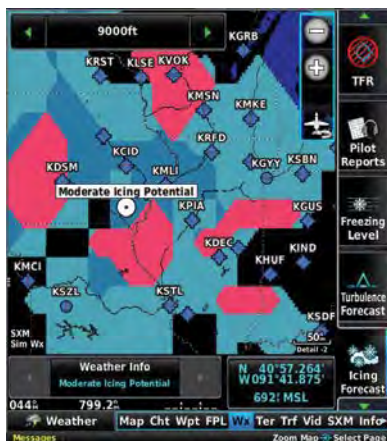 9000ft
KGRB
KRST
KLSE
KVOK
TFR
KMSN
KMKE
Pilot
Reports
KRFD
KCID
KGYY
KSBN
KDSM
KMLI
Moderate Icing Potential
Freezing
Level
KPIA
KGUS
KDEC
KIND
KMCI
KHUF
Turbulence
Forecast
KSZL
KSTL
KSDF
SXM
Sim Wx
50
Detail -2
Icing
Forecast
Weather Info
Moderate Icing Potential
N 40°57.264'
W091°41.875'
692 MSL
044°
799.2
Weather Map Cht Wpt FPL Wx Ter Trf Vid SXM Info
Messages Zoom Map Select Page